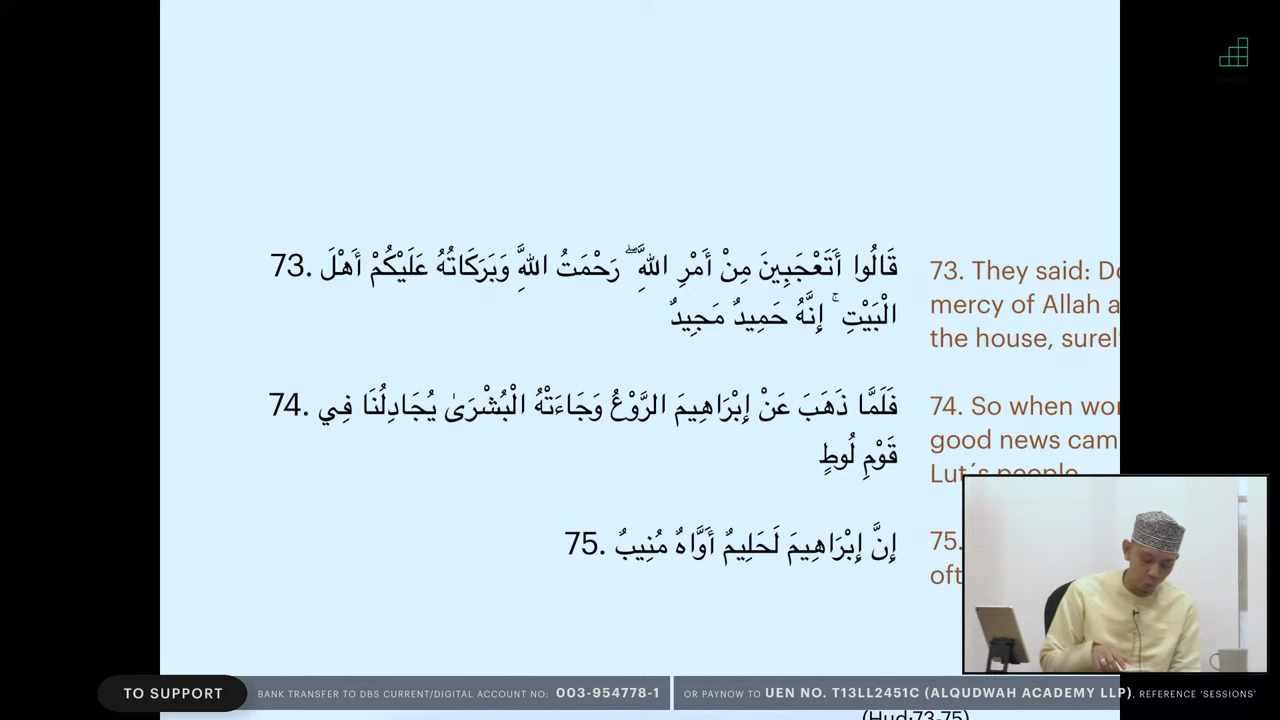 قَالُوا أَتَعْجَبِينَ مِنْ أَمْرِ اللَّهِ ۖ رَحْمَتُ اللَّهِ وَبَرَكَاتُهُ عَلَيْكُمْ أَهْلَ .73
الْبَيْتِ ۚ إِنَّهُ حَمِيدٌ مَجِيدٌ
73. They said: Do
mercy of Allah a
the house, surel
فَلَمَّا ذَهَبَ عَنْ إِبْرَاهِيمَ الرَّوْعُ وَجَاءَتْهُ الْبُشْرَىٰ يُجَادِلُنَا فِي .74
قَوْمِ لُوطٍ
74. So when wor
good news cam
Lut´s people
إِنَّ إِبْرَاهِيمَ لَحَلِيمٌ أَوَّاهٌ مُنِيبٌ .75
75.
oft
(Hud:73-75)
TO SUPPORT
BANK TRANSFER TO DBS CURRENT/DIGITAL ACCOUNT NO: 003-954778-1
OR PAYNOW TO UEN NO. T13LL2451C (ALQUDWAH ACADEMY LLP), REFERENCE 'SESSIONS'